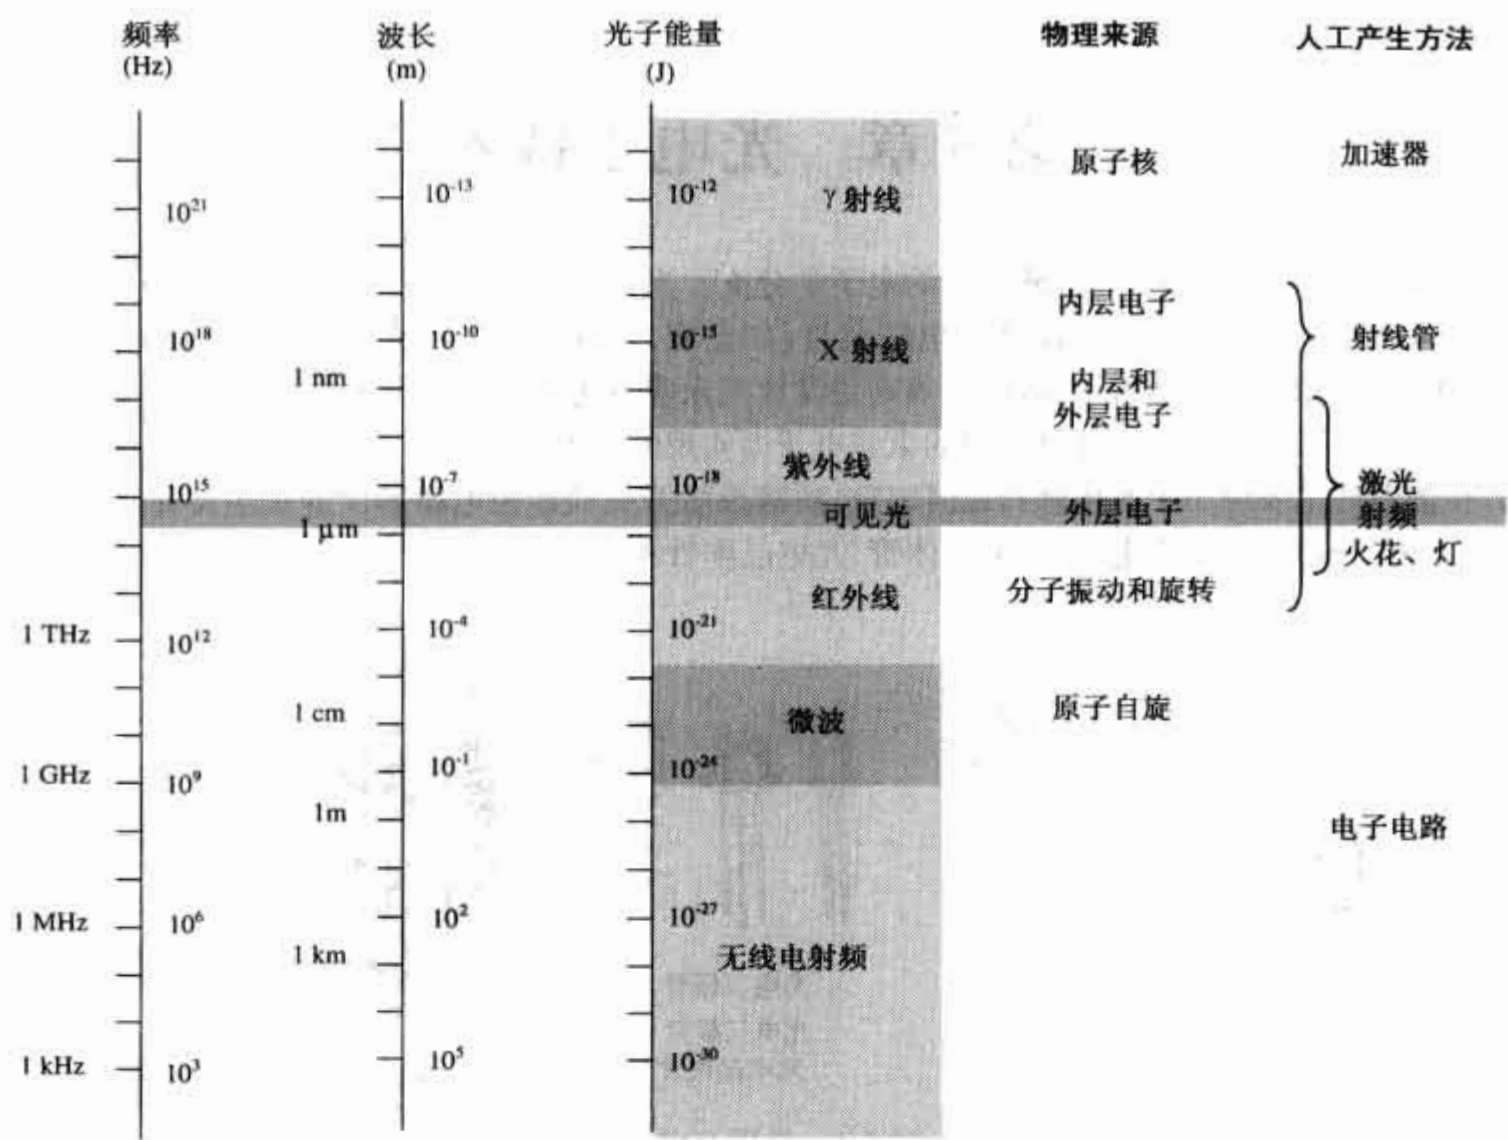 频率
(Hz)
波长
(m)
光子能量
(J)
物理来源
人工产生方法
10²¹
10¹⁸
10¹⁵
1 THz
10¹²
1 GHz
10⁹
1 MHz
10⁶
1 kHz
10³
10⁻¹³
10⁻¹⁰
1 nm
10⁻⁷
1 μm
10⁻⁴
1 cm
10⁻¹
1m
10²
1 km
10⁵
10⁻¹²
10⁻¹⁵
10⁻¹⁸
10⁻²¹
10⁻²⁴
10⁻²⁷
10⁻³⁰
γ 射线
X 射线
紫外线
可见光
红外线
微波
无线电射频
原子核
内层电子
内层和
外层电子
外层电子
分子振动和旋转
原子自旋
加速器
射线管
激光
射频
火花、灯
电子电路